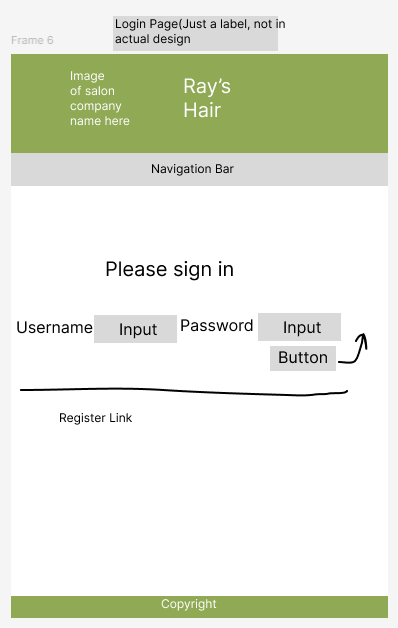 Login Page(Just a label, not in
actual design
Frame 6
Image
of salon
company
name here
Ray's
Hair
Navigation Bar
Please sign in
Username Input Password Input
Button
Register Link
Copyright